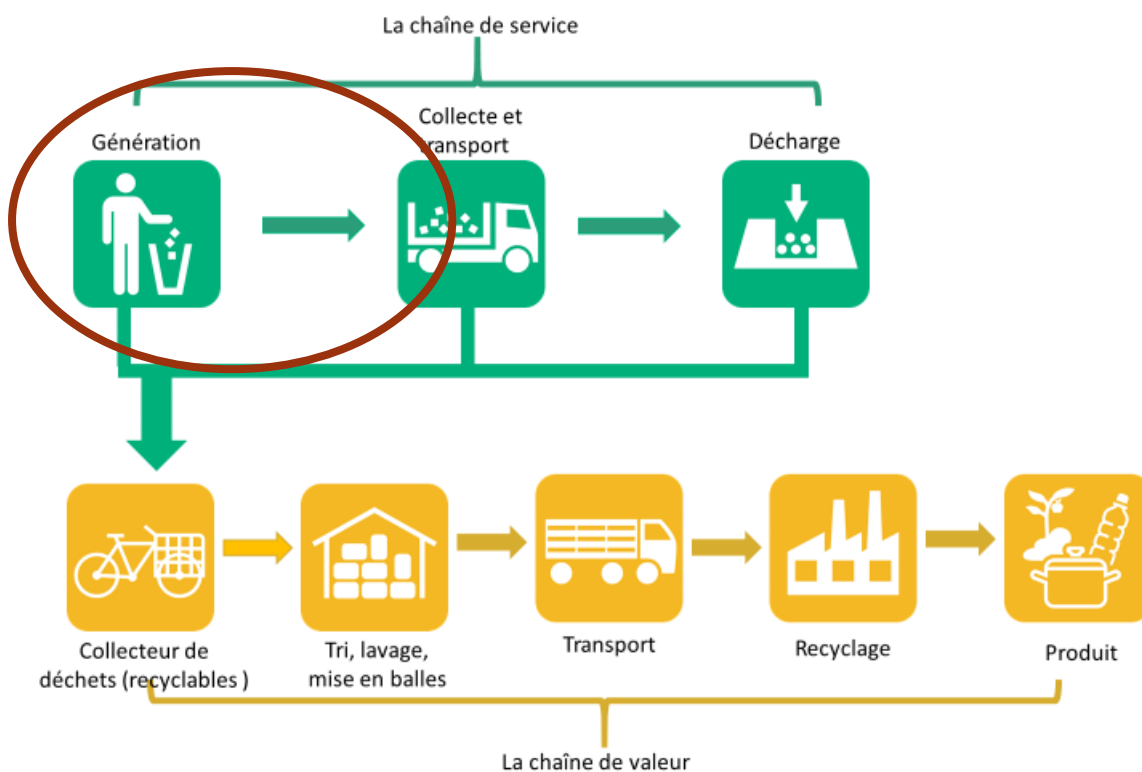 La chaîne de service
Génération
Collecte et
transport
Décharge
Collecteur de
déchets (recyclables )
Tri, lavage,
mise en balles
Transport
Recyclage
Produit
La chaîne de valeur